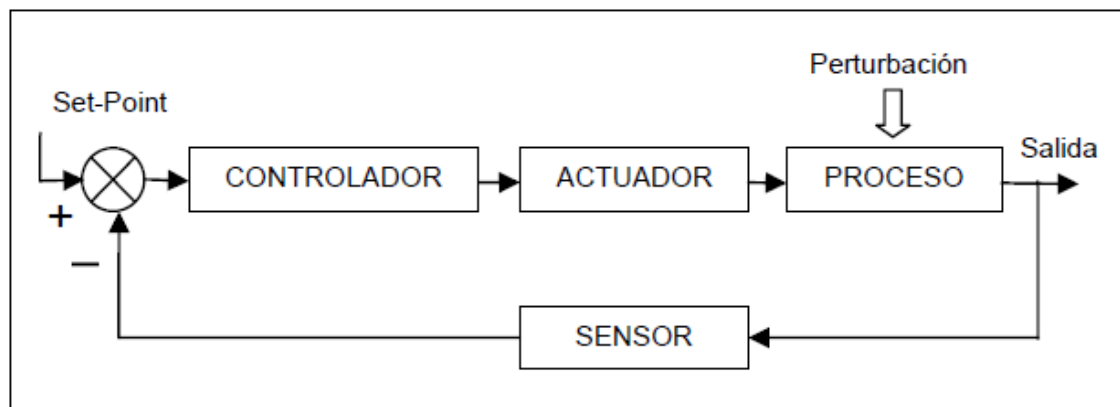 Perturbación
Set-Point
Salida
CONTROLADOR
ACTUADOR
PROCESO
+
−
SENSOR